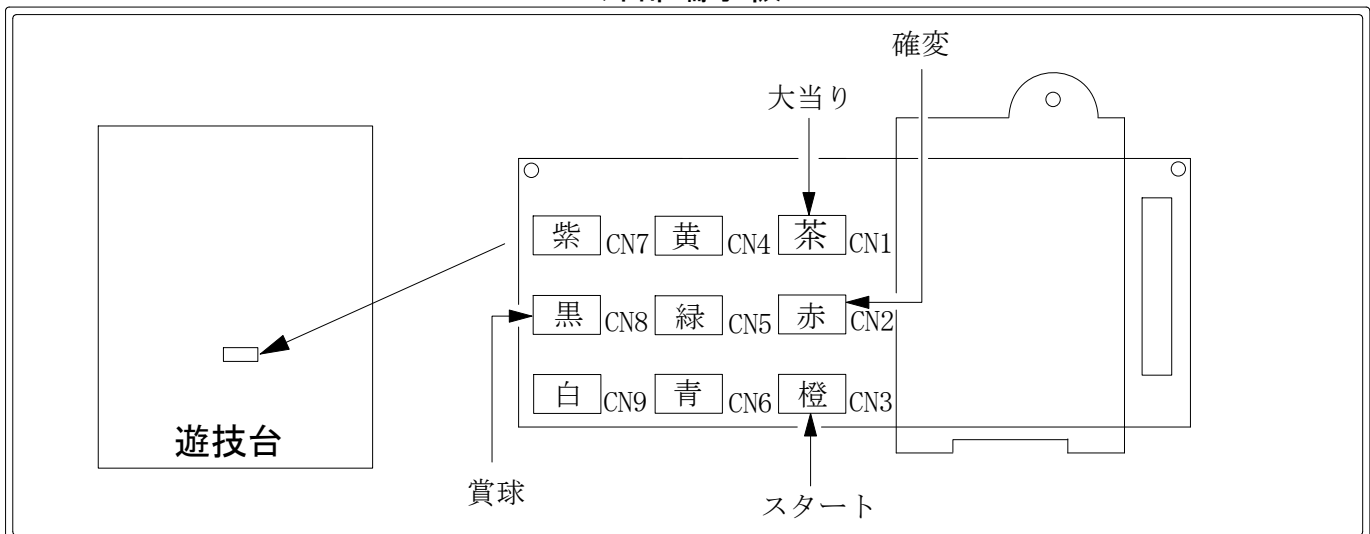 確変
大当り
紫 CN7 黄 CN4 茶 CN1
黒 CN8 緑 CN5 赤 CN2
白 CN9 青 CN6 橙 CN3
遊技台
賞球
スタート